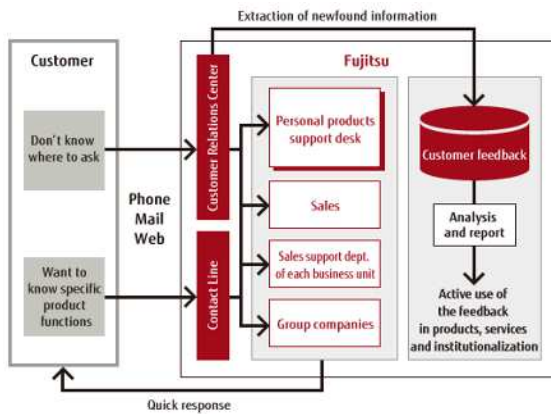 Extraction of newfound information
Customer
Fujitsu
Don't know
where to ask
Want to
know specific
product
functions
Phone
Mail
Web
Customer Relations Center
Contact Line
Personal products
support desk
Sales
Sales support dept.
of each business unit
Group companies
Customer feedback
Analysis
and report
Active use of
the feedback
in products, services
and institutionalization
Quick response